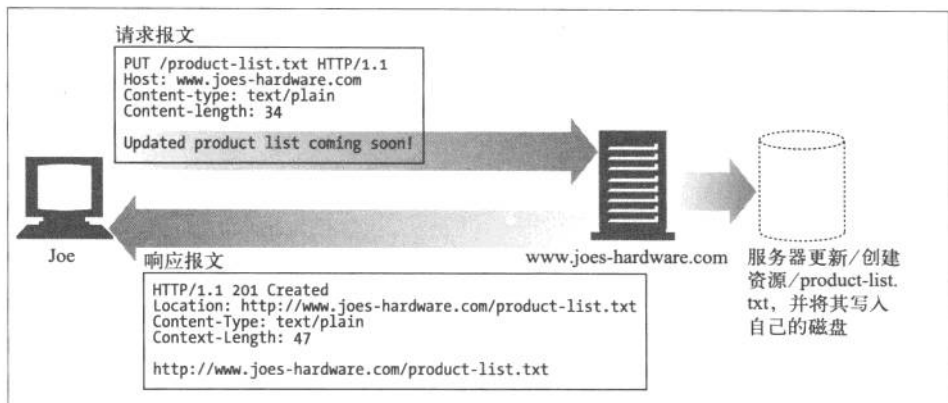 请求报文
PUT /product-list.txt HTTP/1.1
Host: www.joes-hardware.com
Content-type: text/plain
Content-length: 34
Updated product list coming soon!
Joe
www.joes-hardware.com
服务器更新/创建
资源/product-list.
txt，并将其写入
自己的磁盘
响应报文
HTTP/1.1 201 Created
Location: http://www.joes-hardware.com/product-list.txt
Content-Type: text/plain
Context-Length: 47
http://www.joes-hardware.com/product-list.txt